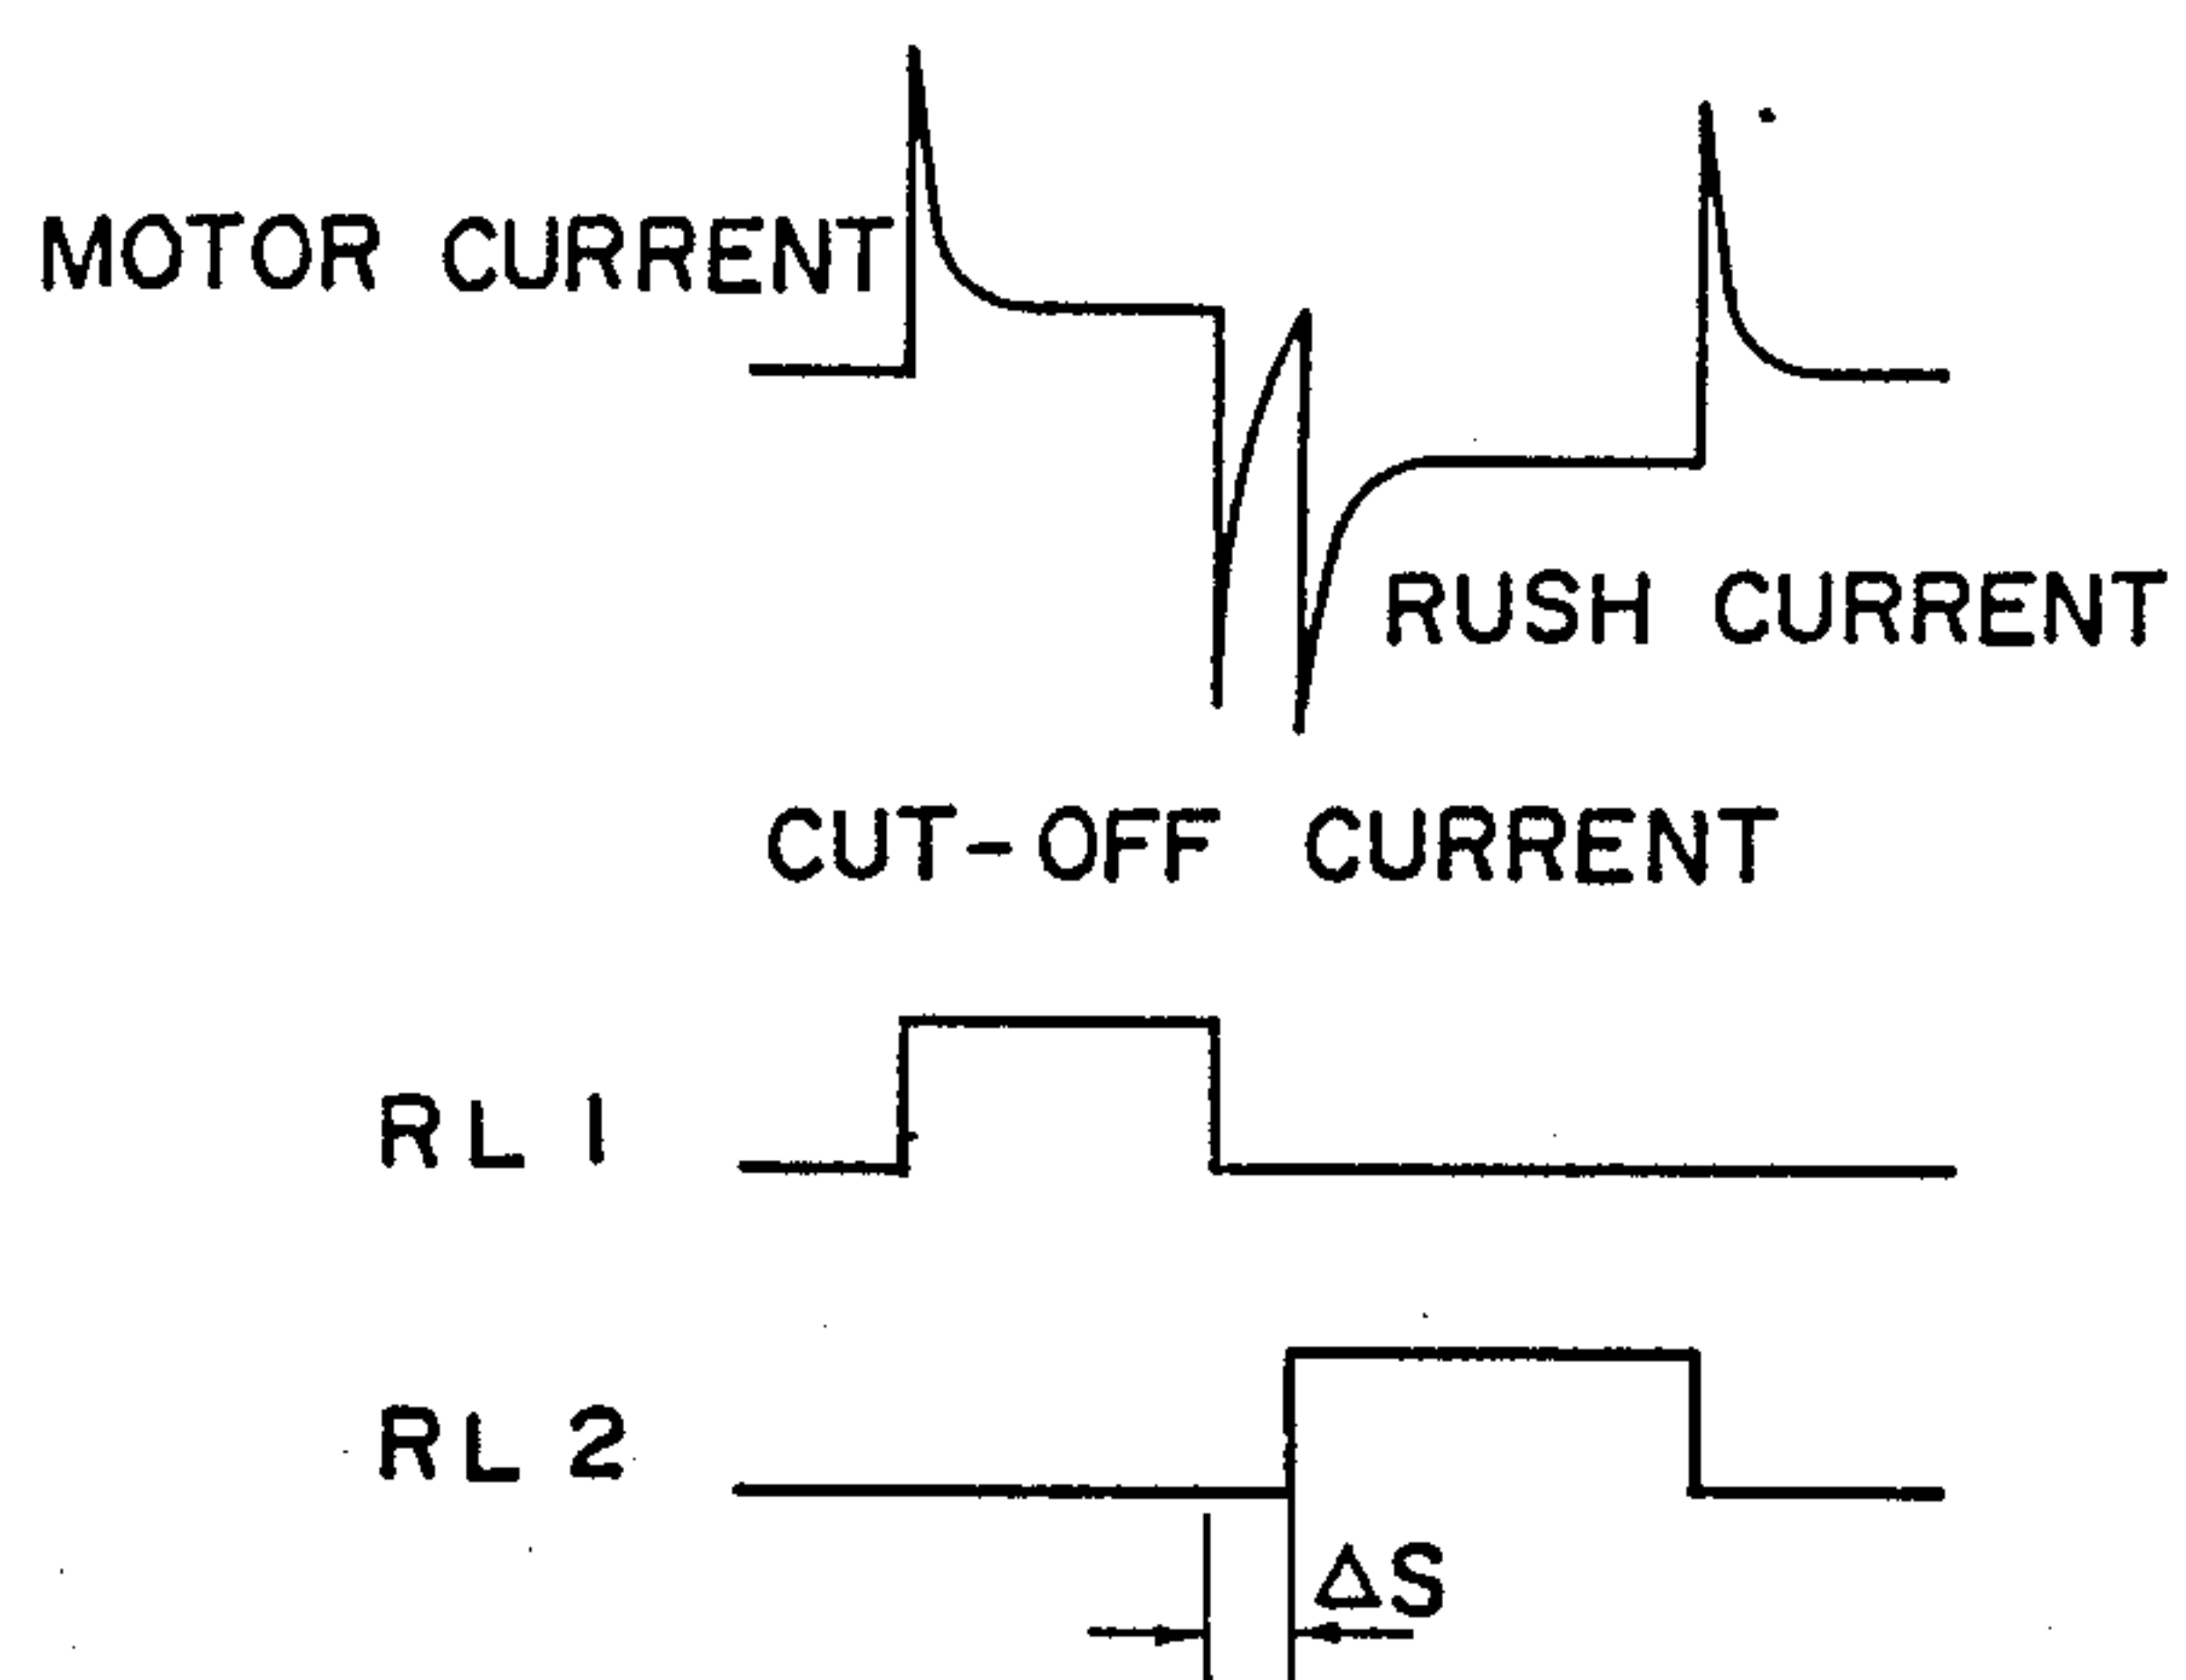 MOTOR CURRENT
RUSH CURRENT
CUT-OFF CURRENT
RL 1
RL 2
ΔS